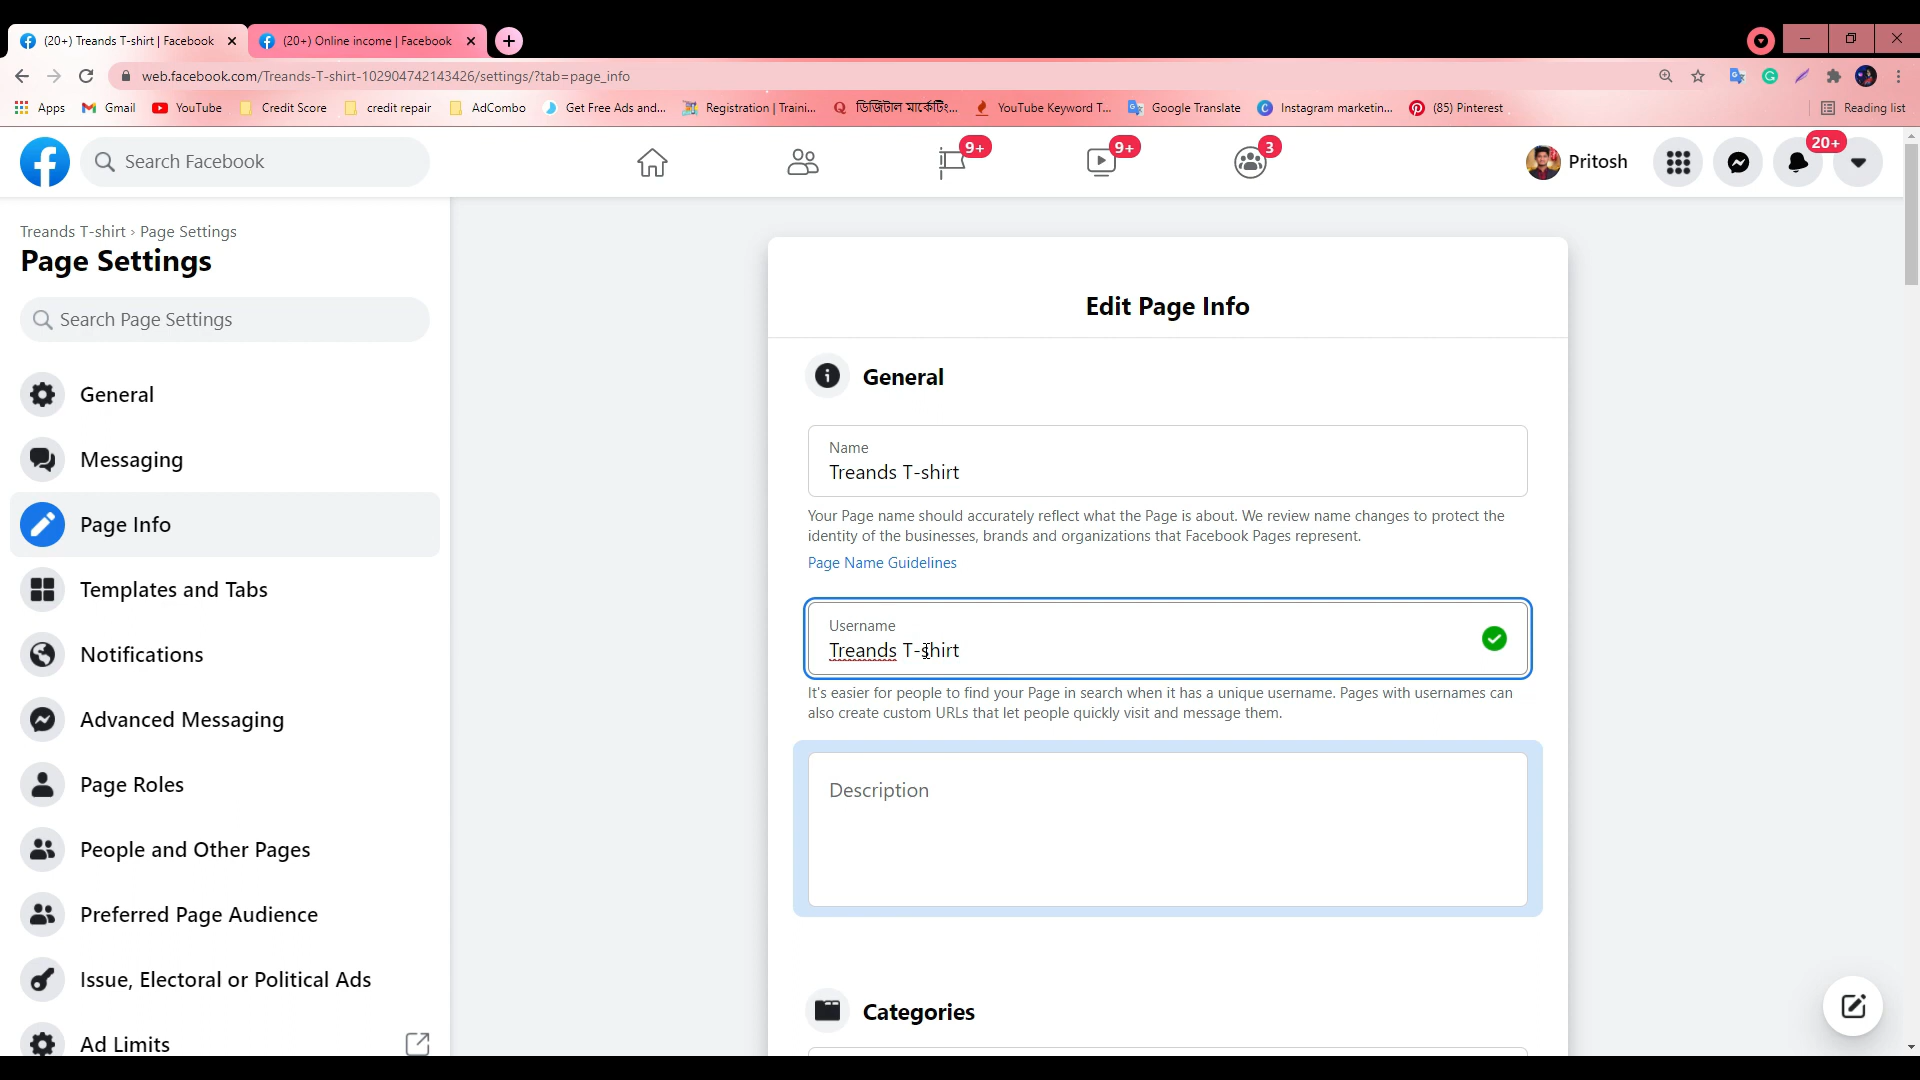 (20+) Treands T-shirt | Facebook
(20+) Online income | Facebook
web.facebook.com/Treands-T-shirt-102904742143426/settings/?tab=page_info
Apps
Gmail
YouTube
Credit Score
credit repair
AdCombo
Get Free Ads and...
Registration | Traini...
ডিজিটাল মার্কেটিং...
YouTube Keyword T...
Google Translate
Instagram marketin...
(85) Pinterest
Reading list
Search Facebook
9+
9+
3
Pritosh
20+
Treands T-shirt › Page Settings
Page Settings
Search Page Settings
General
Messaging
Page Info
Templates and Tabs
Notifications
Advanced Messaging
Page Roles
People and Other Pages
Preferred Page Audience
Issue, Electoral or Political Ads
Ad Limits
Edit Page Info
General
Name
Treands T-shirt
Your Page name should accurately reflect what the Page is about. We review name changes to protect the
identity of the businesses, brands and organizations that Facebook Pages represent.
Page Name Guidelines
Username
Treands T-shirt
It's easier for people to find your Page in search when it has a unique username. Pages with usernames can
also create custom URLs that let people quickly visit and message them.
Description
Categories